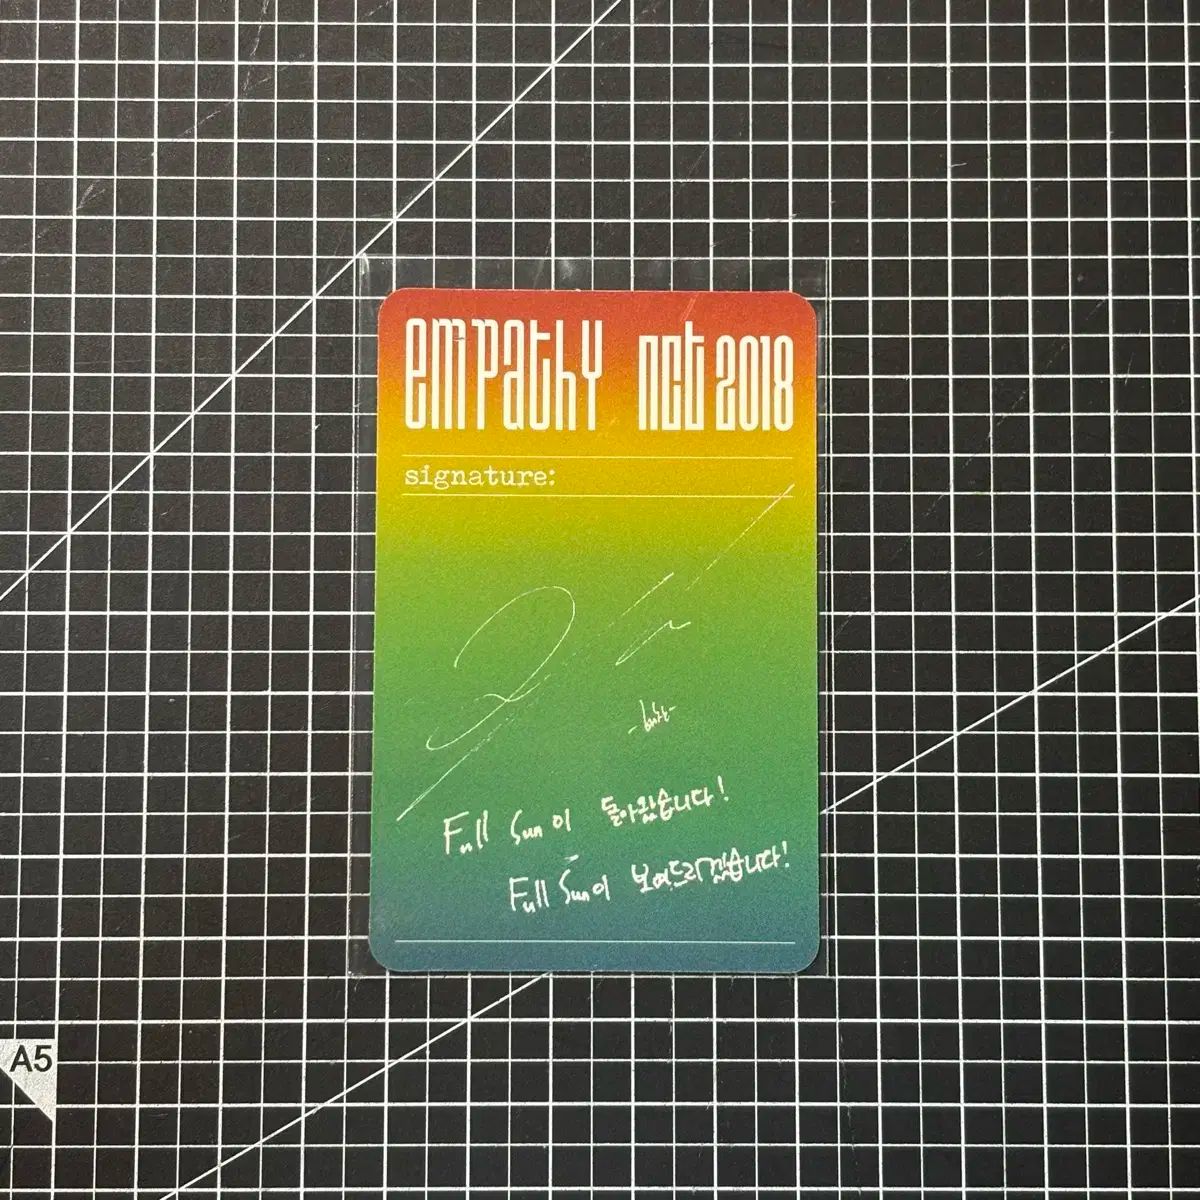 empathy nct 2018
signature:
Full Sun이 돌아왔습니다!
Full Sun이 보여드리겠습니다!
A5